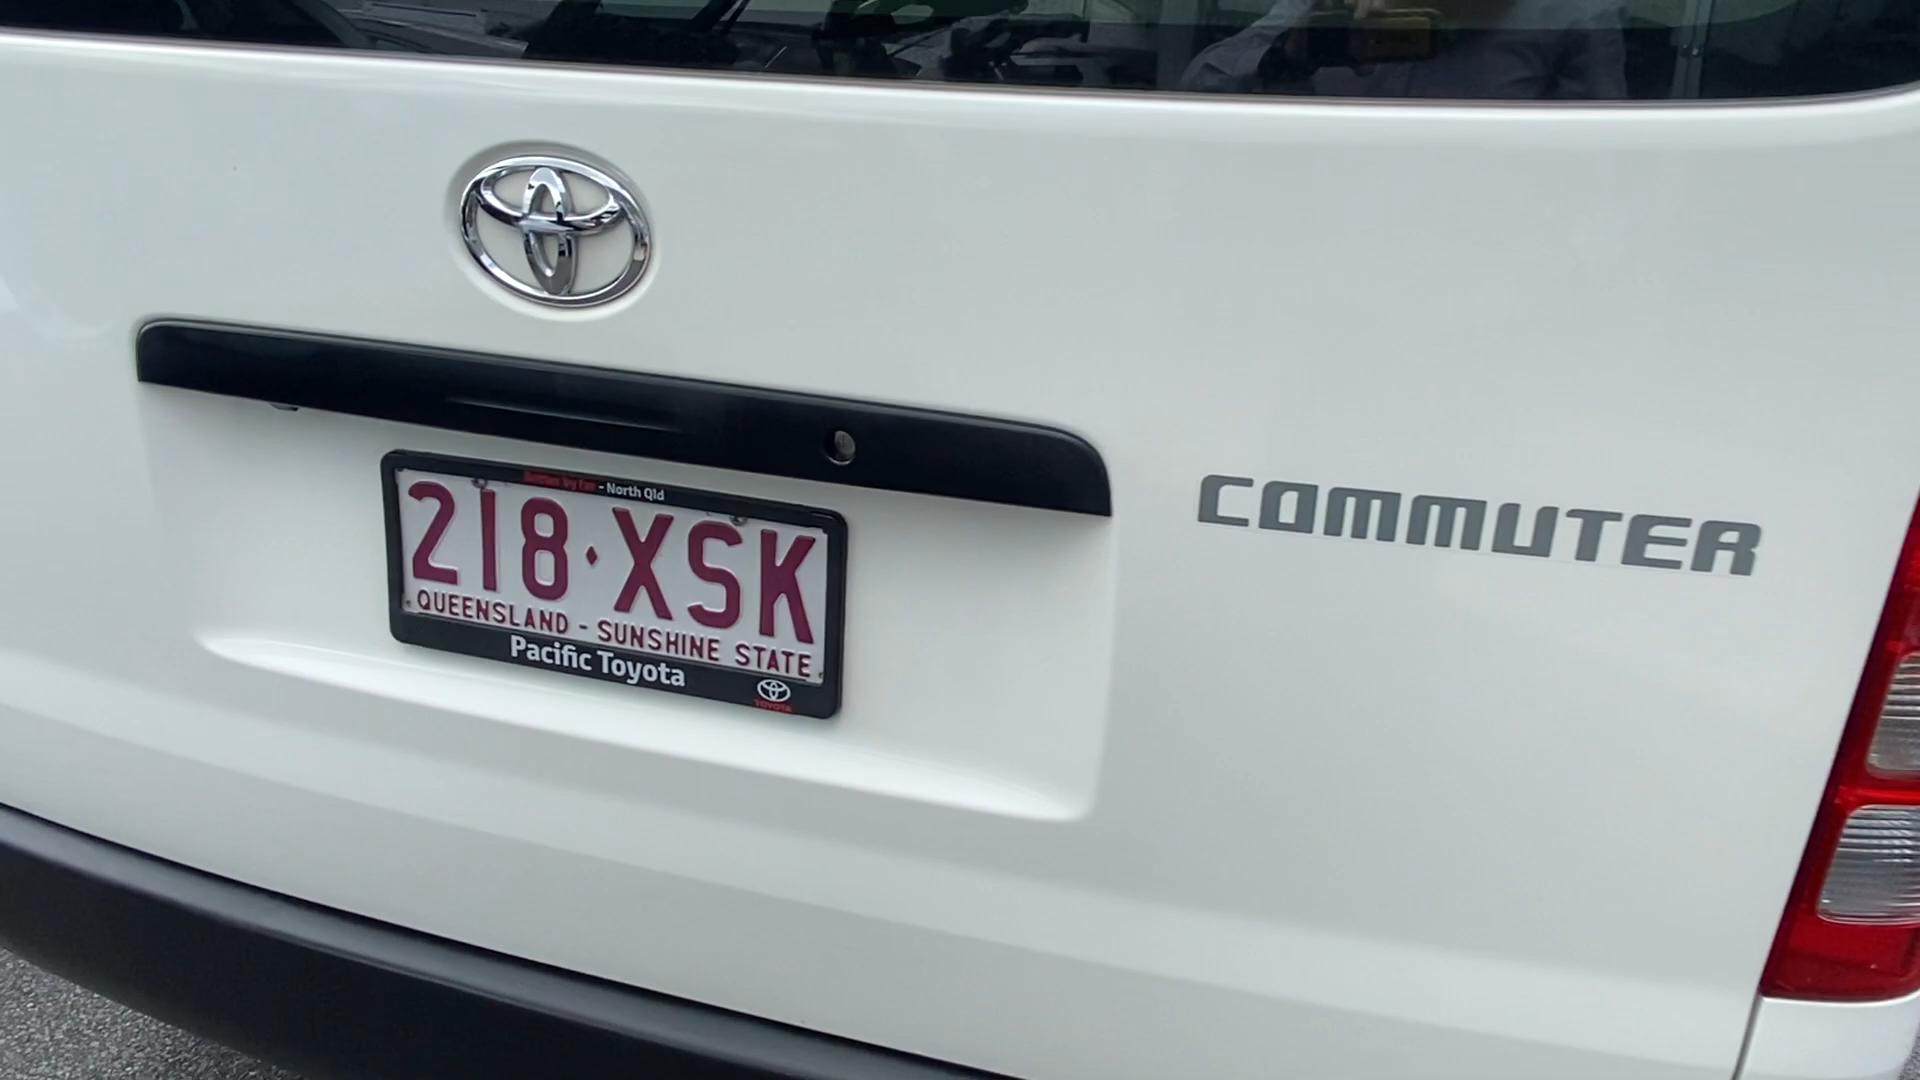 - North Qld
218·XSK
QUEENSLAND - SUNSHINE STATE
Pacific Toyota
TOYOTA
COMMUTER